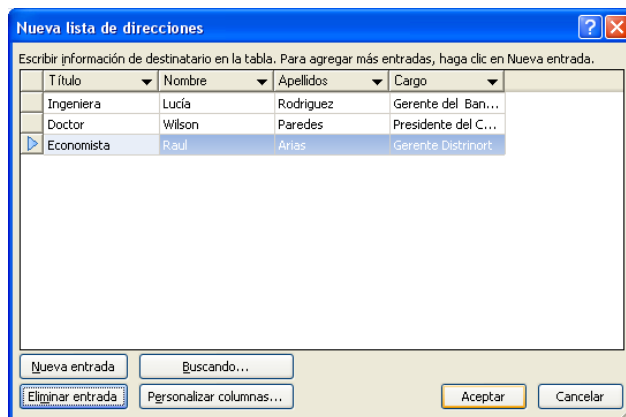 Nueva lista de direcciones
Escribir información de destinatario en la tabla. Para agregar más entradas, haga clic en Nueva entrada.
Título Nombre Apellidos Cargo
Ingeniera Lucía Rodriguez Gerente del Ban...
Doctor Wilson Paredes Presidente del C...
Economista Raul Arias Gerente Distrinort
Nueva entrada Buscando...
Eliminar entrada Personalizar columnas... Aceptar Cancelar